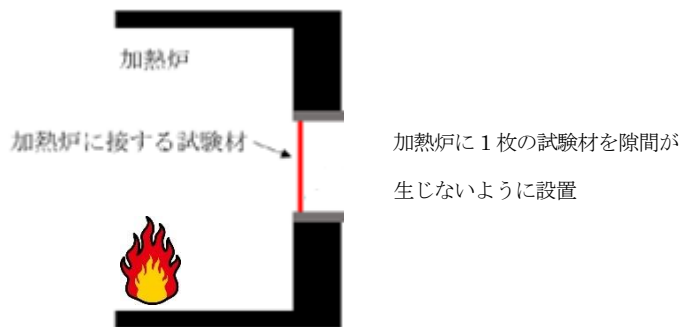 加熱炉
加熱炉に接する試験材
加熱炉に1枚の試験材を隙間が
生じないように設置